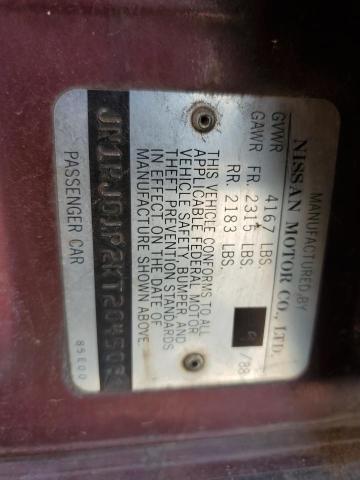 MANUFACTURED BY
NISSAN MOTOR CO., LTD.
GVWR 4167 LBS.
GAWR FR. 2315 LBS.
RR. 2183 LBS.
/88
THIS VEHICLE CONFORMS TO ALL
APPLICABLE FEDERAL MOTOR
VEHICLE SAFETY, BUMPER AND
THEFT PREVENTION STANDARDS
IN EFFECT ON THE DATE OF
MANUFACTURE SHOWN ABOVE.
PASSENGER CAR
85E00